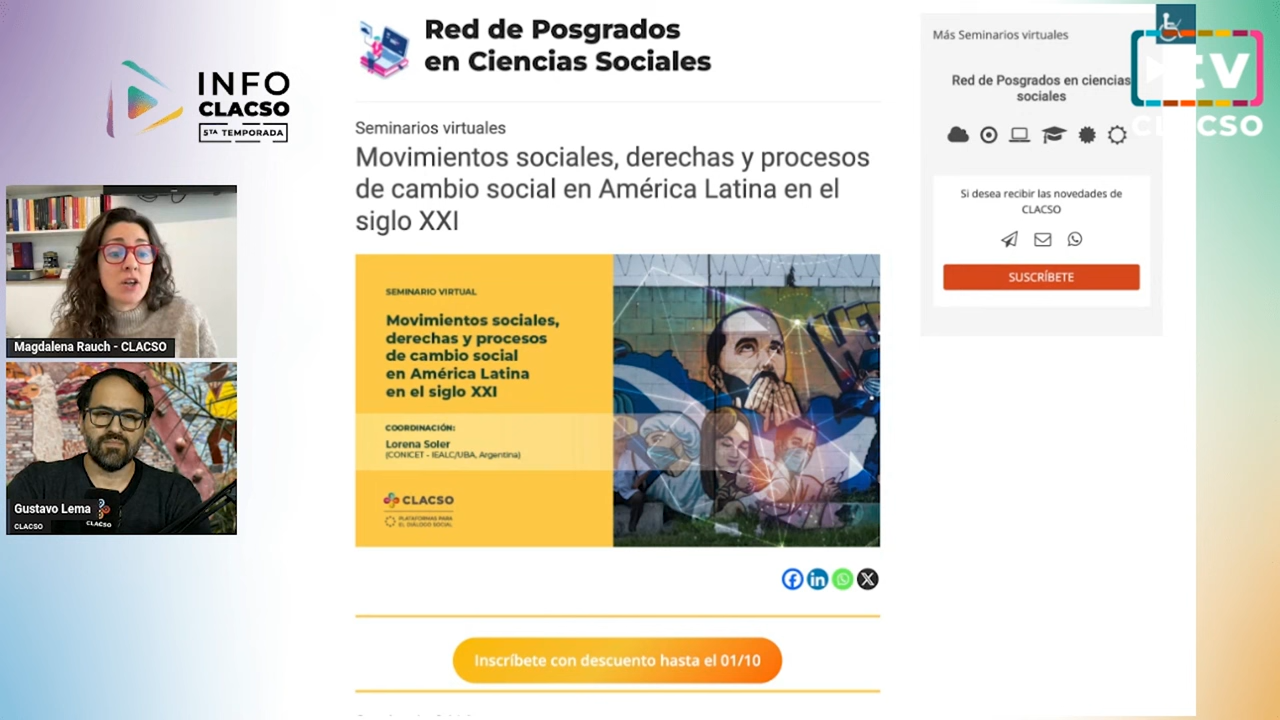 INFO
CLACSO
5TA TEMPORADA
Magdalena Rauch - CLACSO
Gustavo Lema
CLACSO
CLACSO
Red de Posgrados
en Ciencias Sociales
Seminarios virtuales
Movimientos sociales, derechas y procesos
de cambio social en América Latina en el
siglo XXI
SEMINARIO VIRTUAL
Movimientos sociales,
derechas y procesos
de cambio social
en América Latina
en el siglo XXI
COORDINACIÓN:
Lorena Soler
(CONICET - IEALC/UBA, Argentina)
CLACSO
PLATAFORMAS PARA
EL DIÁLOGO SOCIAL
Inscríbete con descuento hasta el 01/10
Más Seminarios virtuales
Red de Posgrados en ciencias
sociales
Si desea recibir las novedades de
CLACSO
SUSCRÍBETE
tv
CLACSO